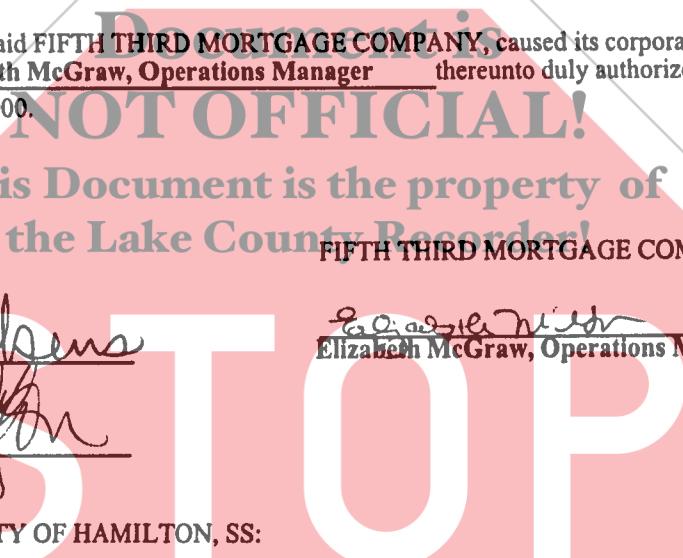 Document is
aid FIFTH THIRD MORTGAGE COMPANY, caused its corpora
th McGraw, Operations Manager thereunto duly authorize
00.
NOT OFFICIAL!
is Document is the property of
the Lake County Recorder!
FIFTH THIRD MORTGAGE COM
Elizabeth McGraw, Operations M
STOP
TY OF HAMILTON, SS: